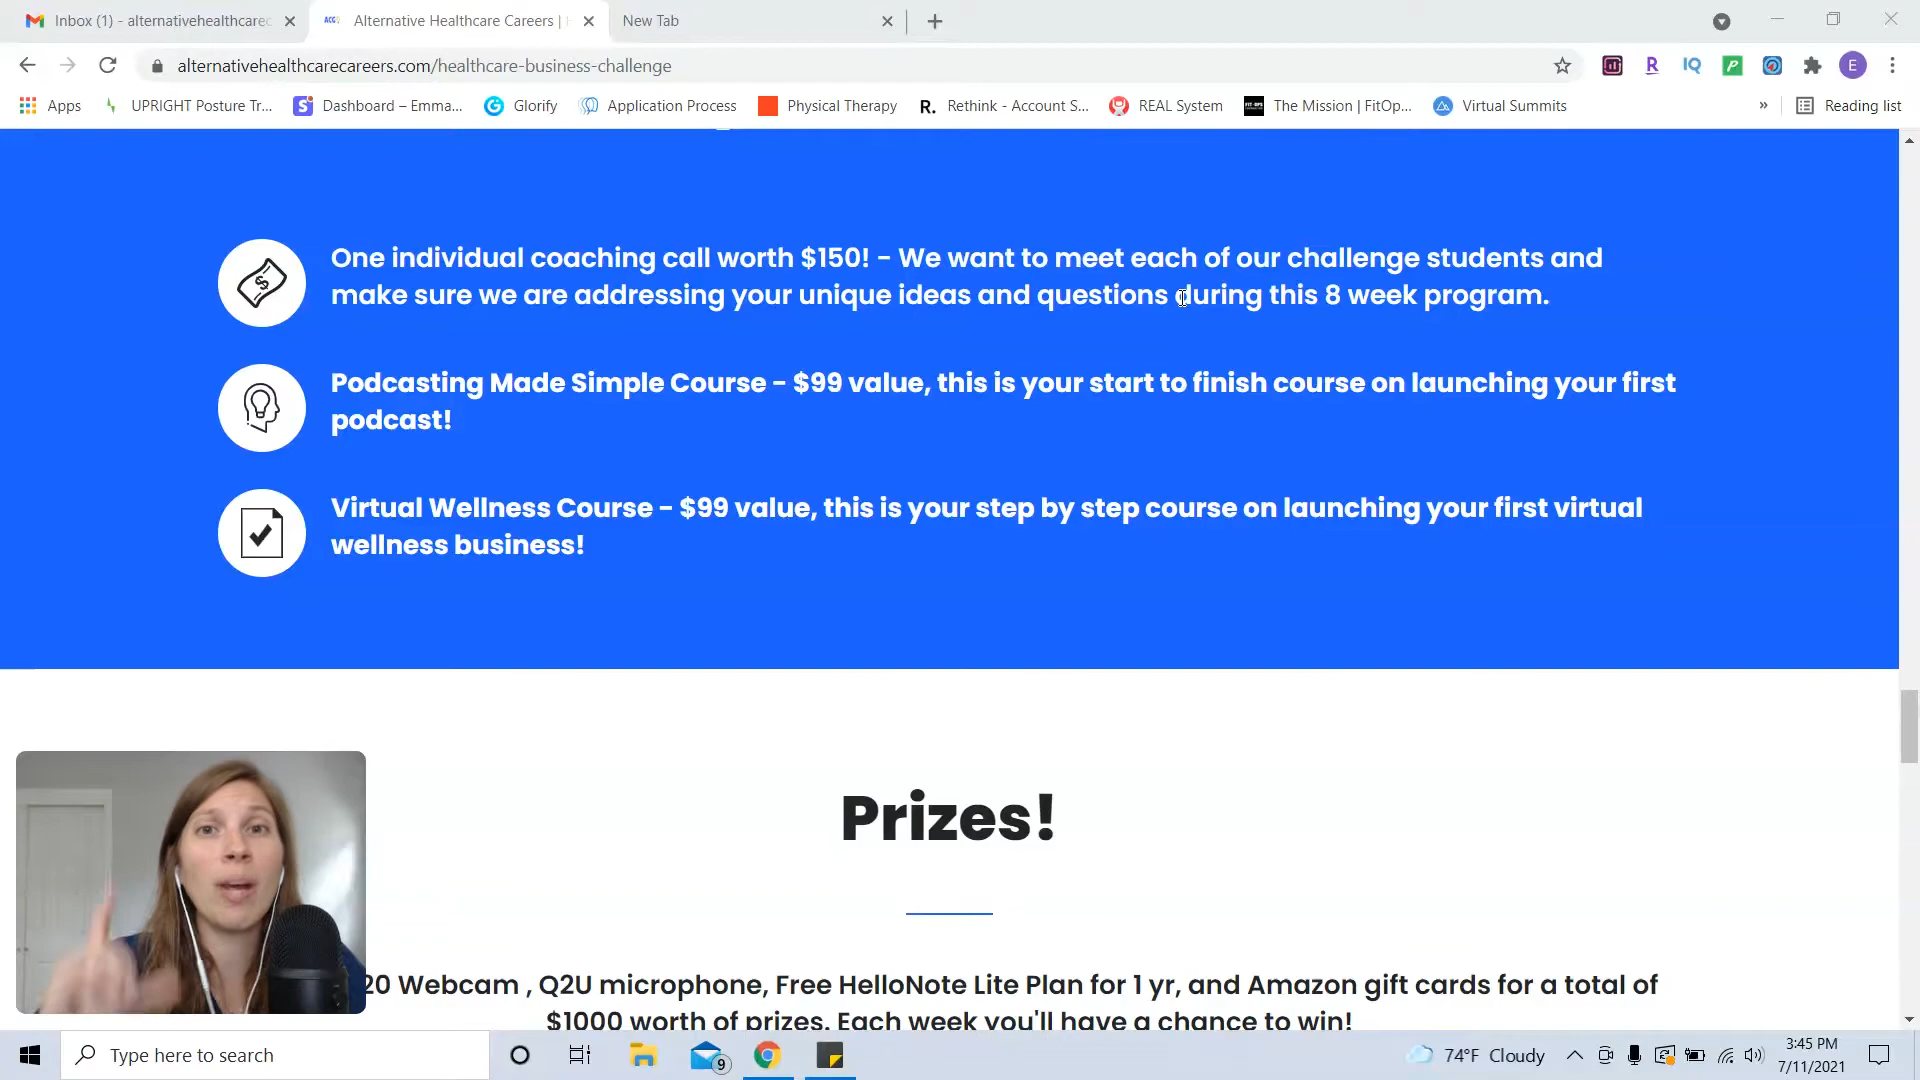 Inbox (1) - alternativehealthcarec
Alternative Healthcare Careers |
New Tab
alternativehealthcarecareers.com/healthcare-business-challenge
E
Apps
UPRIGHT Posture Tr...
Dashboard – Emma...
Glorify
Application Process
Physical Therapy
R. Rethink - Account S...
REAL System
The Mission | FitOp...
Virtual Summits
»
Reading list
One individual coaching call worth $150! - We want to meet each of our challenge students and
make sure we are addressing your unique ideas and questions during this 8 week program.
Podcasting Made Simple Course - $99 value, this is your start to finish course on launching your first
podcast!
Virtual Wellness Course - $99 value, this is your step by step course on launching your first virtual
wellness business!
Prizes!
20 Webcam , Q2U microphone, Free HelloNote Lite Plan for 1 yr, and Amazon gift cards for a total of
$1000 worth of prizes. Each week you'll have a chance to win!
Type here to search
9
74°F Cloudy
3:45 PM
7/11/2021